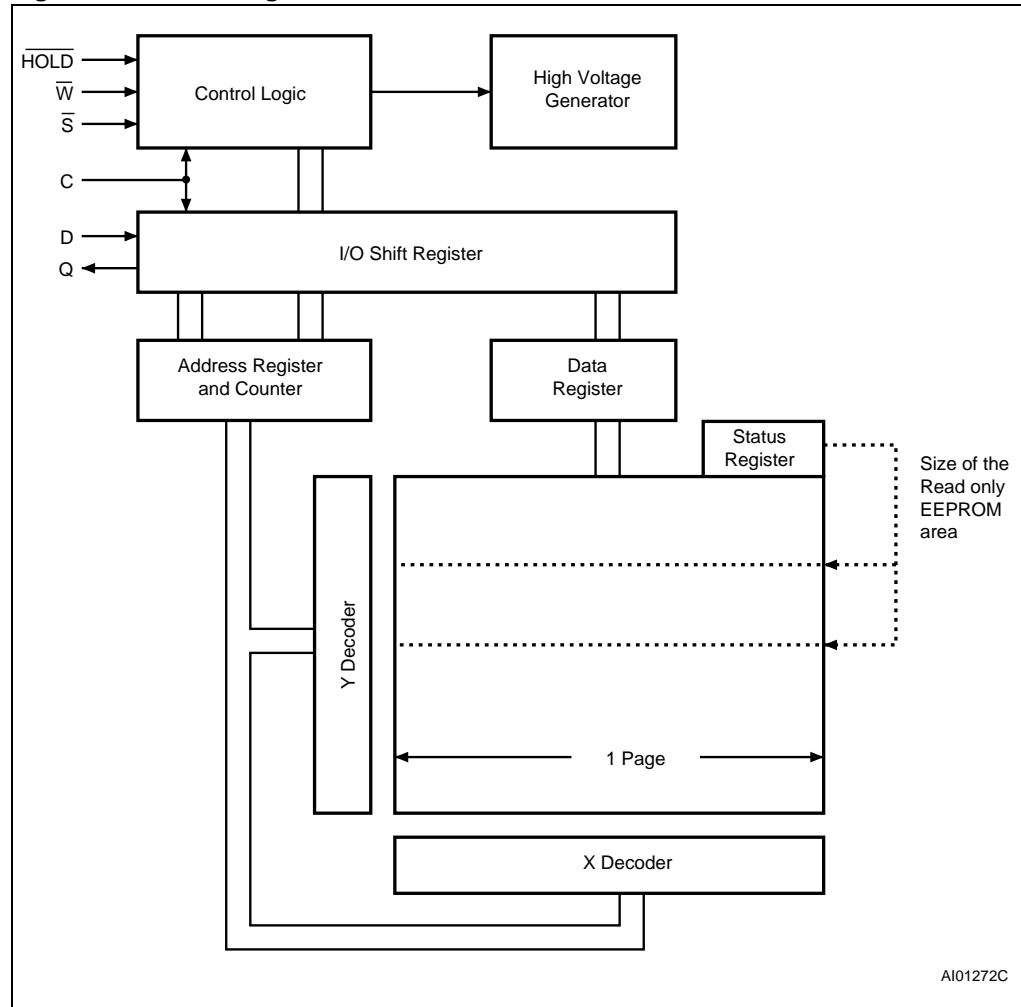 HOLD
W
S
C
D
Q
Control Logic
High Voltage
Generator
I/O Shift Register
Address Register
and Counter
Data
Register
Status
Register
Size of the
Read only
EEPROM
area
Y Decoder
1 Page
X Decoder
AI01272C